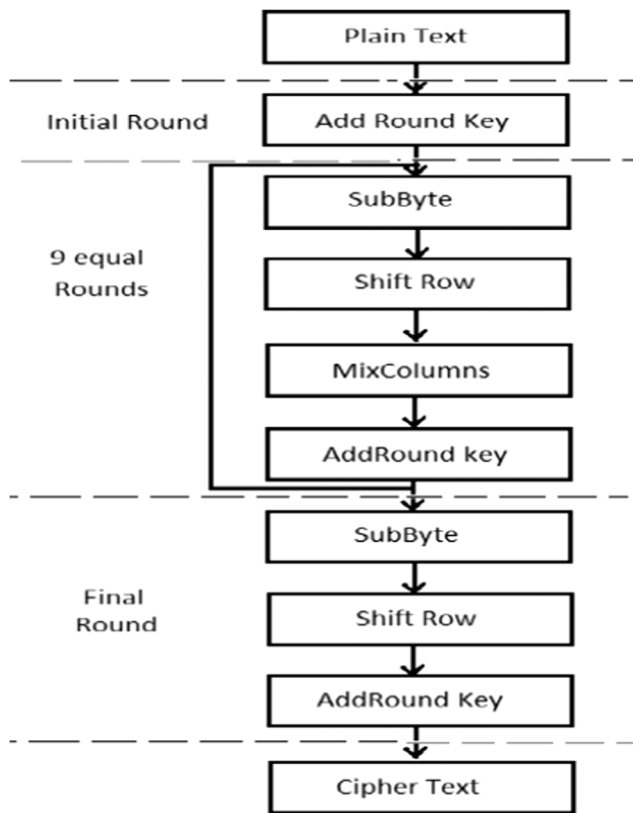 Plain Text
Initial Round
Add Round Key
SubByte
9 equal
Rounds
Shift Row
MixColumns
AddRound key
SubByte
Final
Round
Shift Row
AddRound Key
Cipher Text